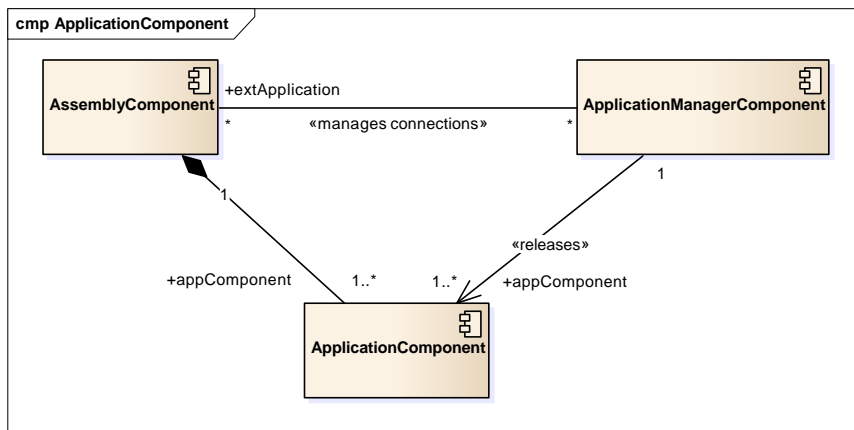 cmp ApplicationComponent
AssemblyComponent
+extApplication
ApplicationManagerComponent
*
«manages connections»
*
1
1
«releases»
+appComponent
1..*
1..*
+appComponent
ApplicationComponent